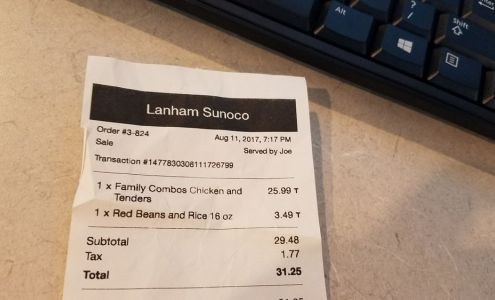 Alt
?
/
Shift
Lanham Sunoco
Order #3-824
Aug 11, 2017, 7:17 PM
Sale
Served by Joe
Transaction #1477830308111726799
1 x Family Combos Chicken and 25.99 T
Tenders
1 x Red Beans and Rice 16 oz 3.49 T
Subtotal 29.48
Tax 1.77
Total 31.25